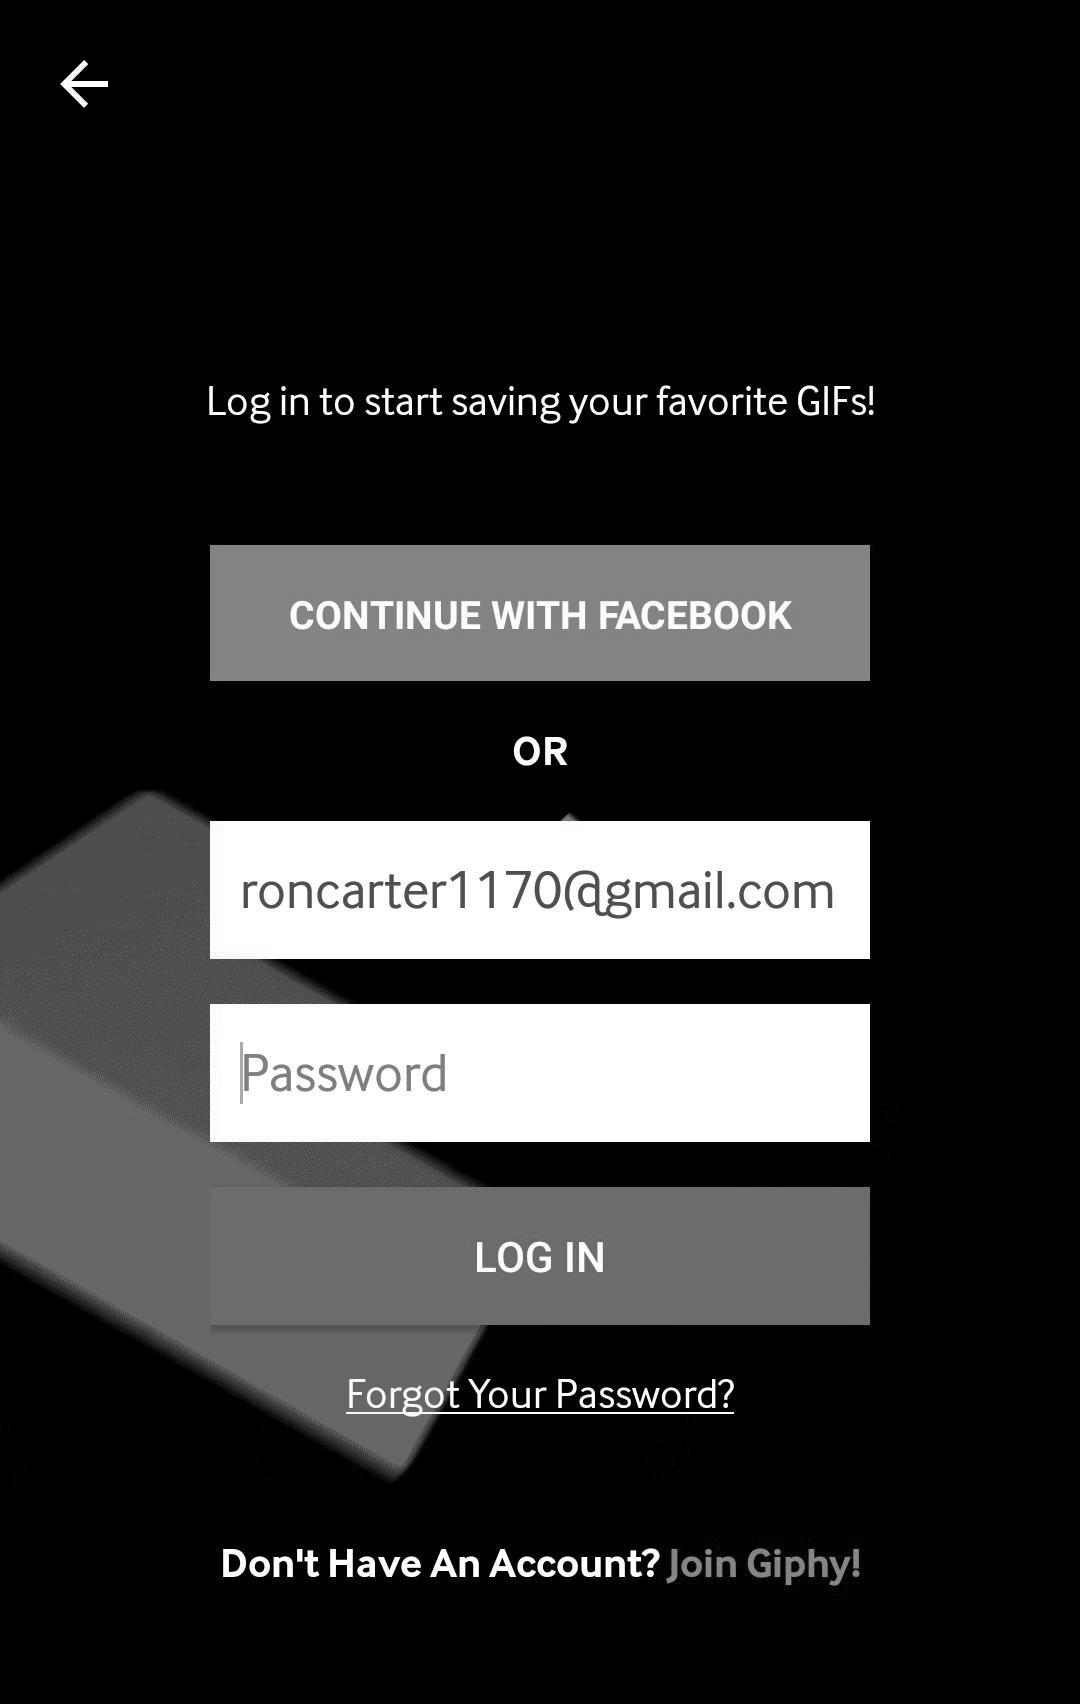 Log in to start saving your favorite GIFs!
CONTINUE WITH FACEBOOK
OR
roncarter1170@gmail.com
Password
LOG IN
Forgot Your Password?
Don't Have An Account? Join Giphy!